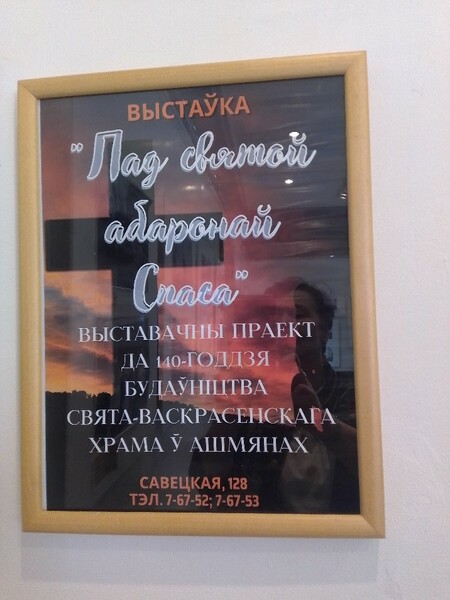 ВЫСТАЎКА
"Пад святой
абаронай
Спаса"
ВЫСТАВАЧНЫ ПРАЕКТ
ДА 140-ГОДДЗЯ
БУДАЎНІЦТВА
СВЯТА-ВАСКРАСЕНСКАГА
ХРАМА Ў АШМЯНАХ
САВЕЦКАЯ, 128
ТЭЛ. 7-67-52; 7-67-53